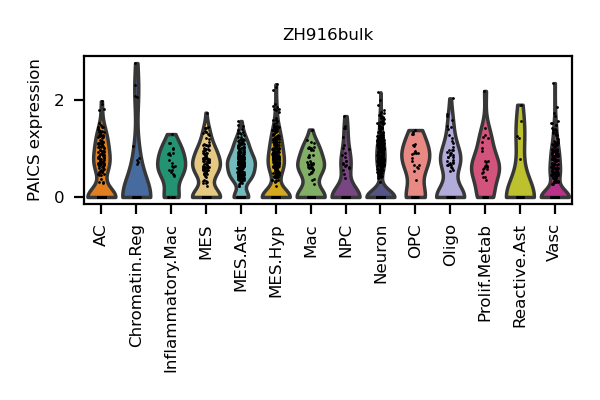 ZH916bulk
PAICS expression
2
0
AC
Chromatin.Reg
Inflammatory.Mac
MES
MES.Ast
MES.Hyp
Mac
NPC
Neuron
OPC
Oligo
Prolif.Metab
Reactive.Ast
Vasc